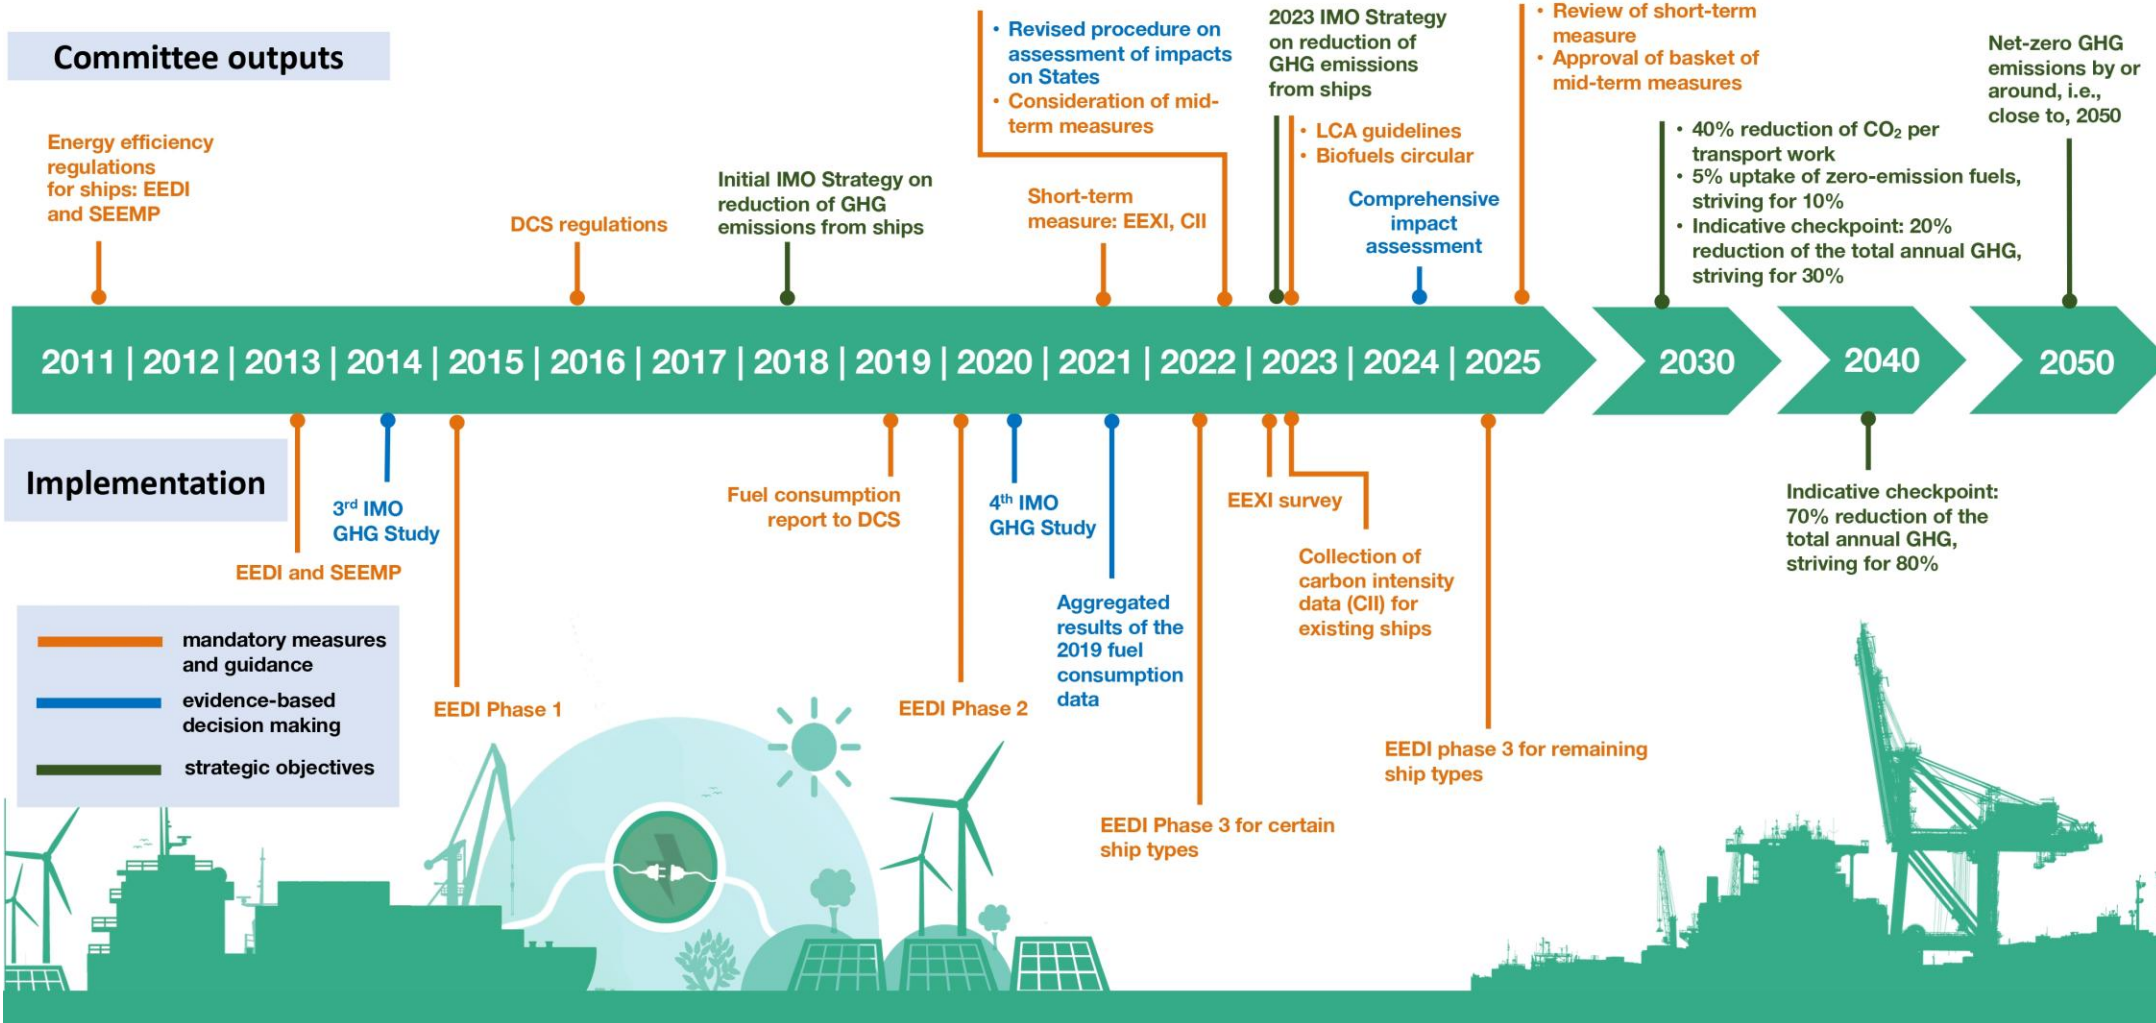 Committee outputs
Energy efficiency
regulations
for ships: EEDI
and SEEMP
DCS regulations
Initial IMO Strategy on
reduction of GHG
emissions from ships
• Revised procedure on
assessment of impacts
on States
• Consideration of mid-
term measures
Short-term
measure: EEXI, CII
2023 IMO Strategy
on reduction of
GHG emissions
from ships
• LCA guidelines
• Biofuels circular
Comprehensive
impact
assessment
• Review of short-term
measure
• Approval of basket of
mid-term measures
• 40% reduction of CO₂ per
transport work
• 5% uptake of zero-emission fuels,
striving for 10%
• Indicative checkpoint: 20%
reduction of the total annual GHG,
striving for 30%
Net-zero GHG
emissions by or
around, i.e.,
close to, 2050
2011 | 2012 | 2013 | 2014 | 2015 | 2016 | 2017 | 2018 | 2019 | 2020 | 2021 | 2022 | 2023 | 2024 | 2025
2030
2040
2050
Implementation
EEDI and SEEMP
3rd IMO
GHG Study
EEDI Phase 1
Fuel consumption
report to DCS
EEDI Phase 2
4th IMO
GHG Study
Aggregated
results of the
2019 fuel
consumption
data
EEDI Phase 3 for certain
ship types
EEXI survey
Collection of
carbon intensity
data (CII) for
existing ships
EEDI phase 3 for remaining
ship types
Indicative checkpoint:
70% reduction of the
total annual GHG,
striving for 80%
mandatory measures
and guidance
evidence-based
decision making
strategic objectives